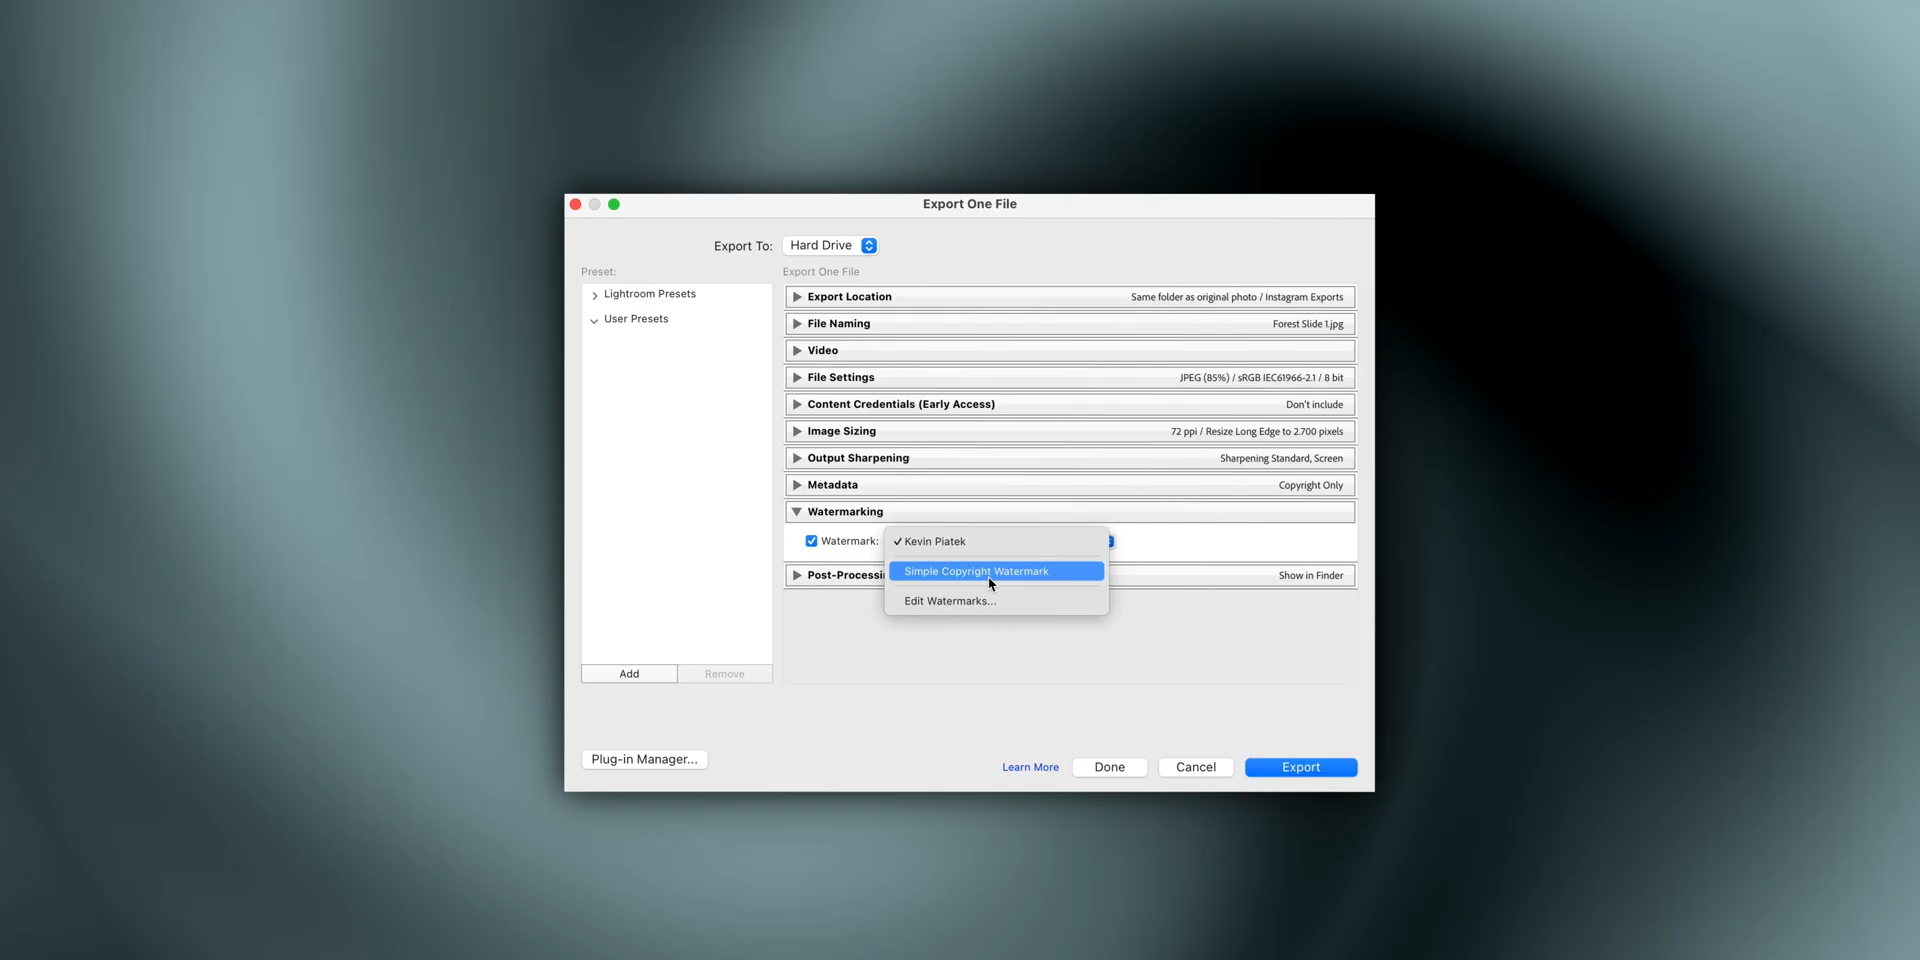 Export One File
Export To: Hard Drive
Preset:
Export One File
Lightroom Presets
User Presets
Export Location Same folder as original photo / Instagram Exports
File Naming Forest Slide 1.jpg
Video
File Settings JPEG (85%) / sRGB IEC61966-2.1 / 8 bit
Content Credentials (Early Access) Don't include
Image Sizing 72 ppi / Resize Long Edge to 2.700 pixels
Output Sharpening Sharpening Standard, Screen
Metadata Copyright Only
Watermarking
Watermark: ✓ Kevin Piatek
Simple Copyright Watermark
Post-Processi Show in Finder
Edit Watermarks...
Add Remove
Plug-in Manager...
Learn More Done Cancel Export